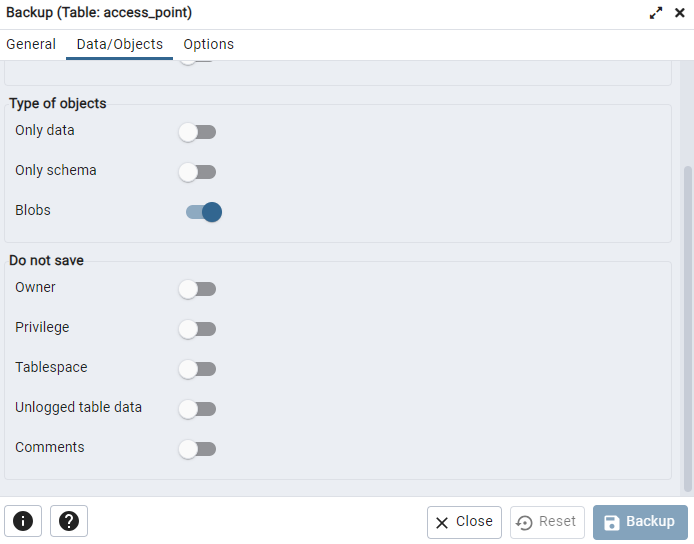 Backup (Table: access_point)
General Data/Objects Options
Type of objects
Only data
Only schema
Blobs
Do not save
Owner
Privilege
Tablespace
Unlogged table data
Comments
Close Reset Backup